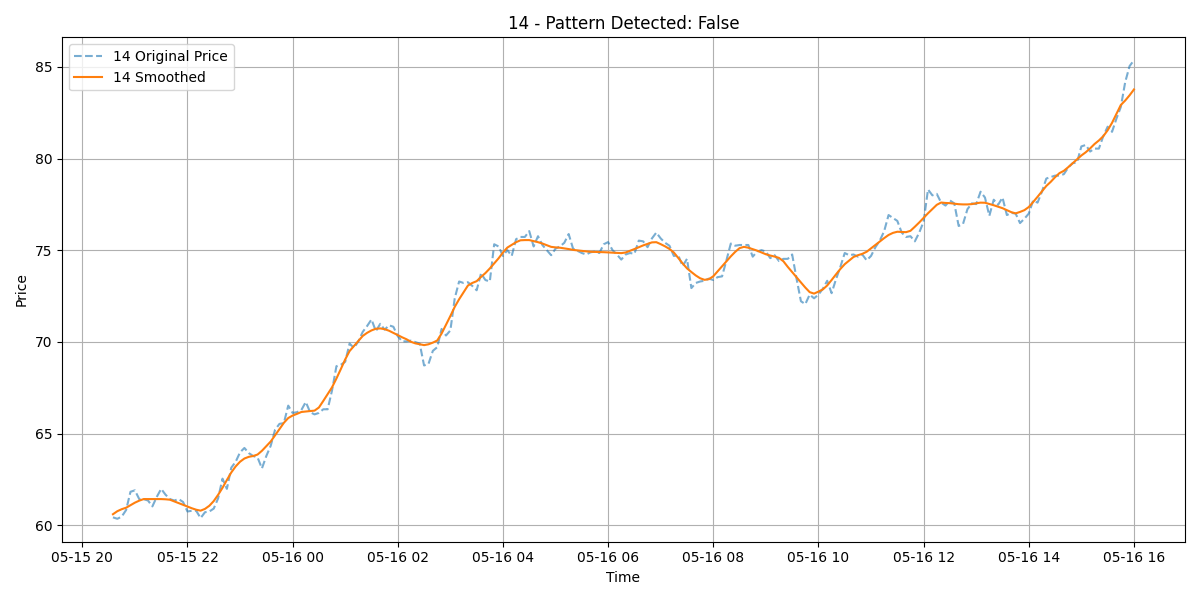 14 - Pattern Detected: False
14 Original Price
14 Smoothed
Price
85
80
75
70
65
60
05-15 20 05-15 22 05-16 00 05-16 02 05-16 04 05-16 06 05-16 08 05-16 10 05-16 12 05-16 14 05-16 16
Time